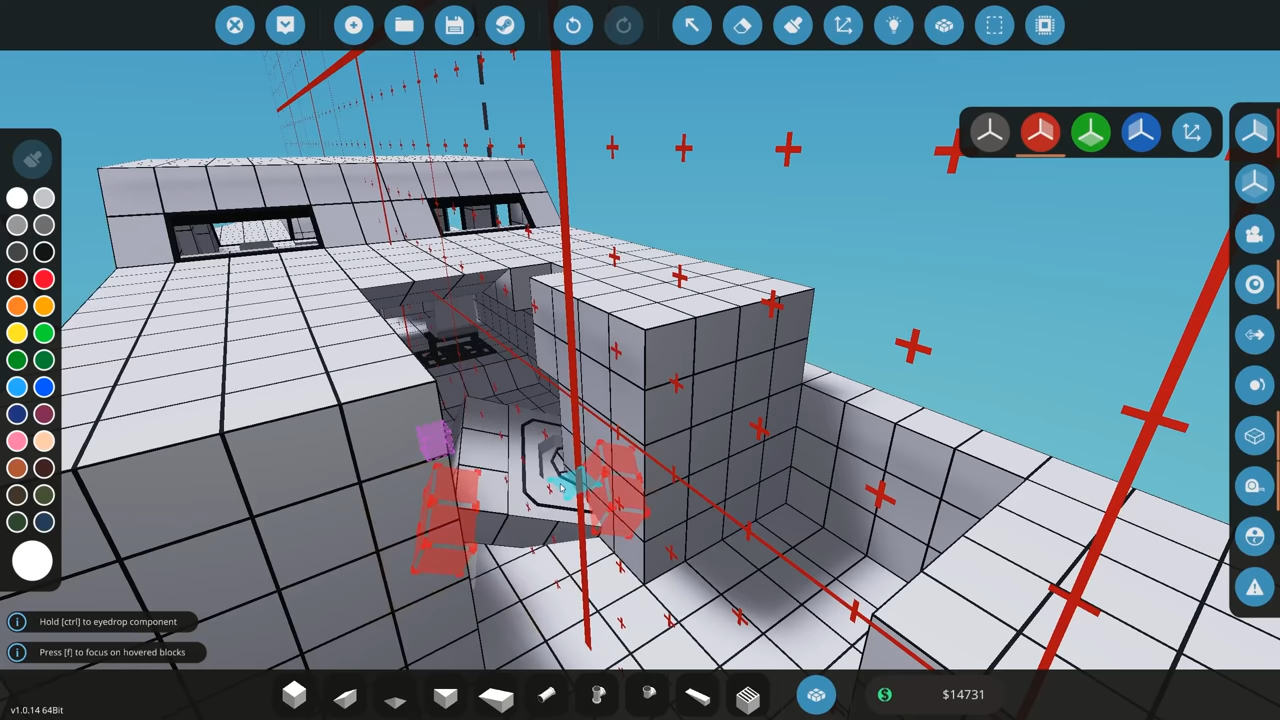 Hold [ctrl] to eyedrop component
Press [f] to focus on hovered blocks
$14731
v1.0.14 64Bit